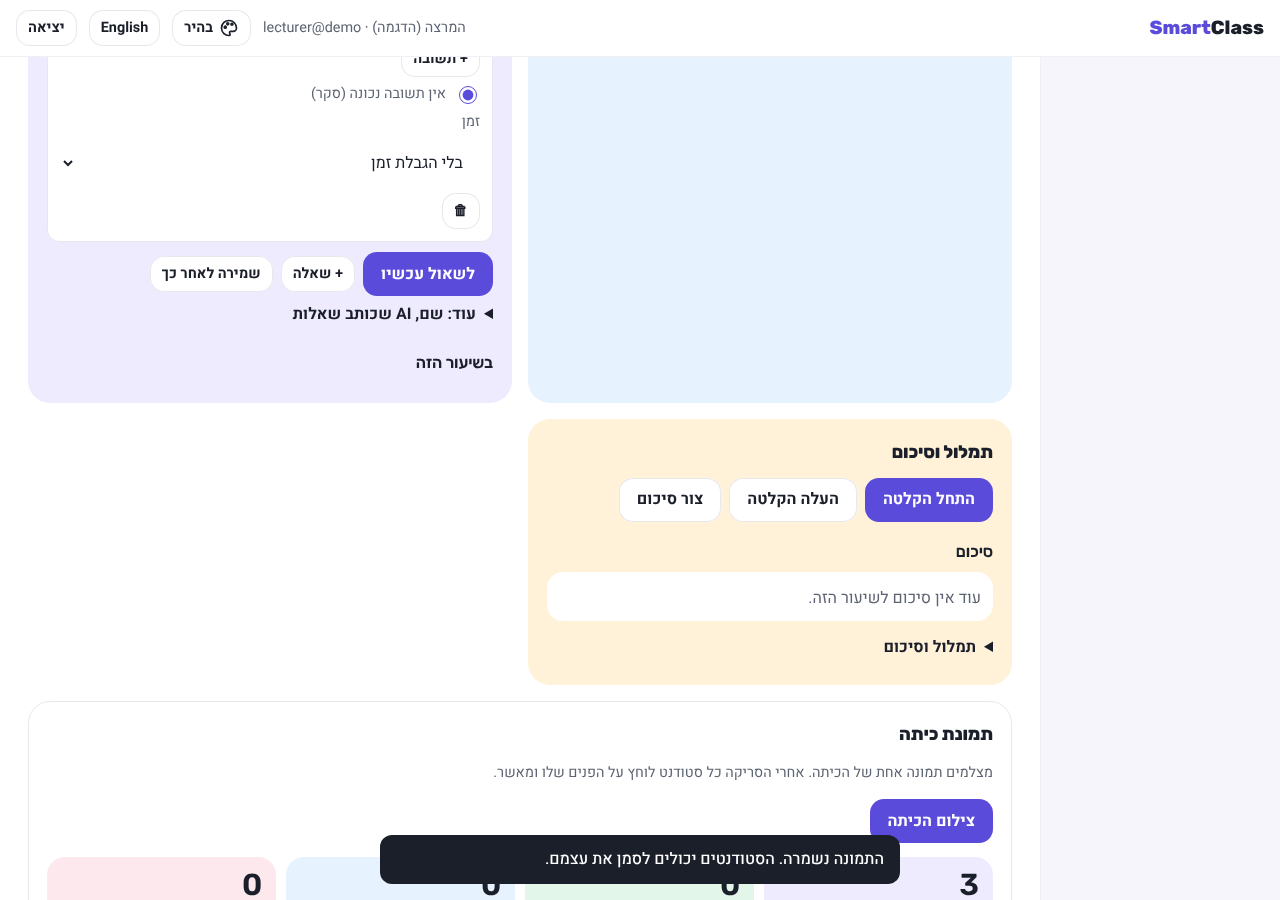 SmartClass
המרצה (הדגמה) · lecturer@demo
בהיר
English
יציאה
+ תשובה
אין תשובה נכונה (סקר)
זמן
בלי הגבלת זמן
לשאול עכשיו
+ שאלה
שמירה לאחר כך
עוד: שם, AI שכותב שאלות
בשיעור הזה
תמלול וסיכום
התחל הקלטה
העלה הקלטה
צור סיכום
סיכום
עוד אין סיכום לשיעור הזה.
תמלול וסיכום
תמונת כיתה
מצלמים תמונה אחת של הכיתה. אחרי הסריקה כל סטודנט לוחץ על הפנים שלו ומאשר.
צילום הכיתה
התמונה נשמרה. הסטודנטים יכולים לסמן את עצמם.
3
0
0
0